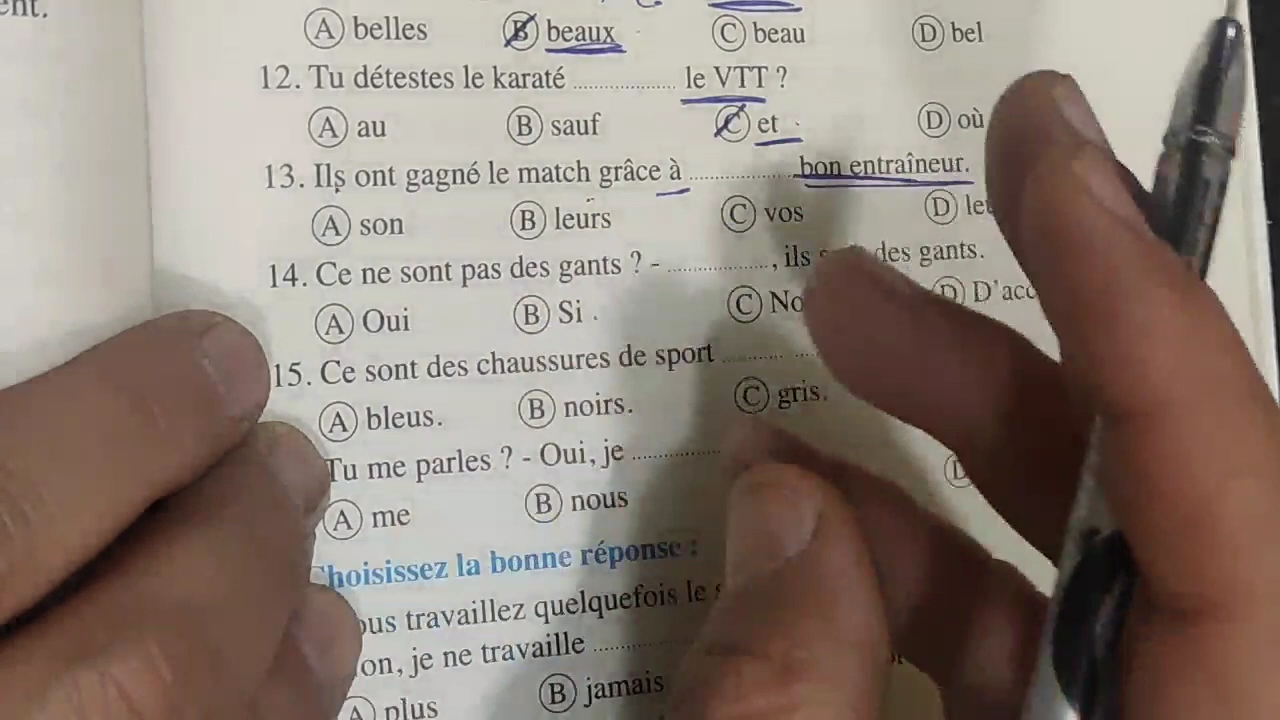 ent.
A belles B beaux C beau D bel
12. Tu détestes le karaté .................... le VTT ?
A au B sauf C et D où
13. Ils ont gagné le match grâce à .................... bon entraîneur.
A son B leurs C vos D
14. Ce ne sont pas des gants ? - ...................., ils des gants.
A Oui B Si C D
15. Ce sont des chaussures de sport ....................
A bleus. B noirs. C gris.
Tu me parles ? - Oui, je ....................
A me B nous
Choisissez la bonne réponse :
travaillez quelquefois le
je ne travaille ....................
A plus B jamais